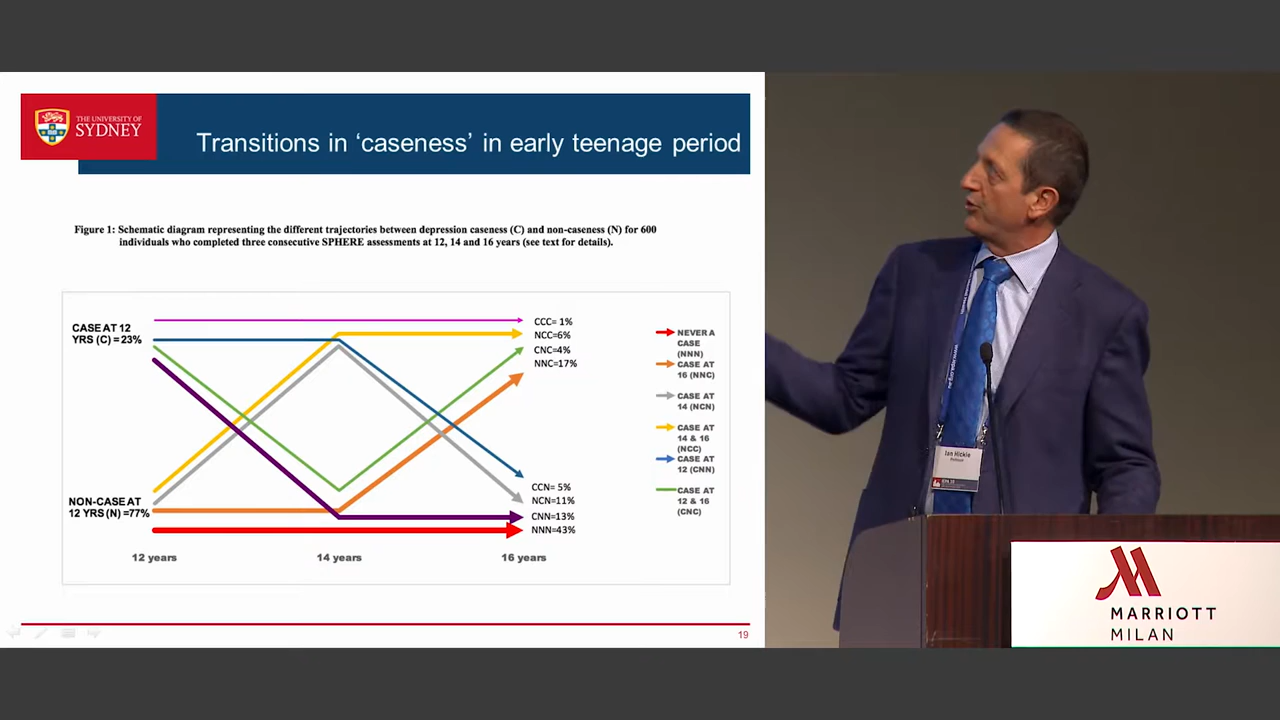 THE UNIVERSITY OF
SYDNEY
Transitions in ‘caseness’ in early teenage period
Figure 1: Schematic diagram representing the different trajectories between depression caseness (C) and non-caseness (N) for 600
individuals who completed three consecutive SPHERE assessments at 12, 14 and 16 years (see text for details).
CASE AT 12
YRS (C) = 23%
NON-CASE AT
12 YRS (N) =77%
CCC= 1%
NCC=6%
CNC=4%
NNC=17%
CCN= 5%
NCN=11%
CNN=13%
NNN=43%
NEVER A
CASE
(NNN)
CASE AT
16 (NNC)
CASE AT
14 (NCN)
CASE AT
14 & 16
(NCC)
CASE AT
12 (CNN)
CASE AT
12 & 16
(CNC)
12 years
14 years
16 years
19
Ian Hickie
MARRIOTT
MILAN